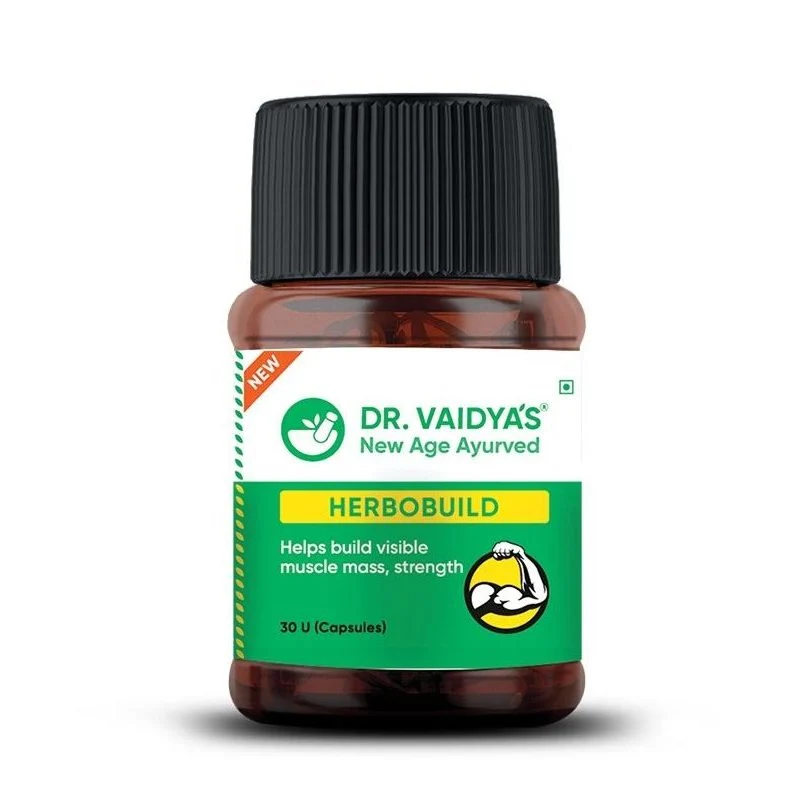 NEW
DR. VAIDYA'S®
New Age Ayurved
HERBOBUILD
Helps build visible
muscle mass, strength
30 U (Capsules)